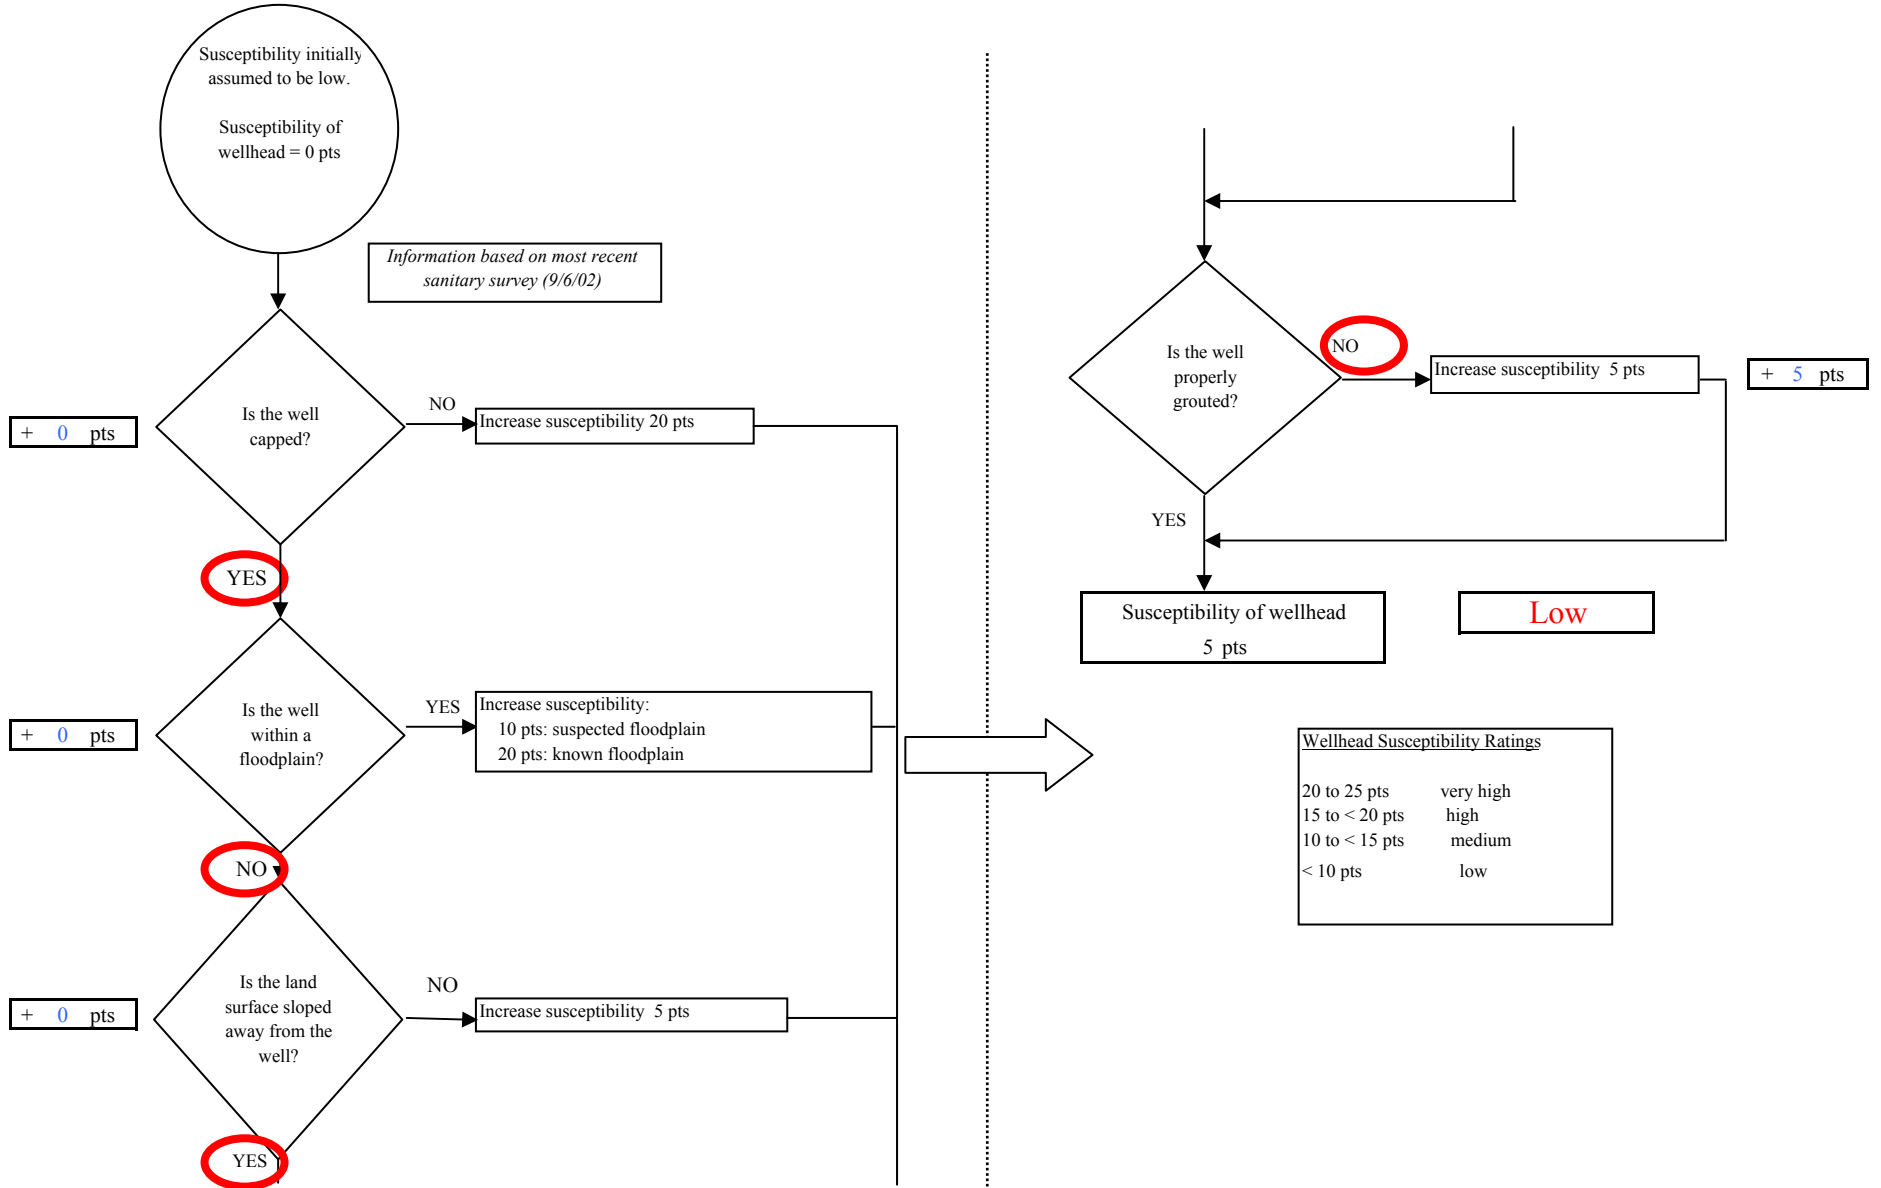 Susceptibility initially
assumed to be low.
Susceptibility of
wellhead = 0 pts
Information based on most recent
sanitary survey (9/6/02)
Is the well
capped?
NO
Increase susceptibility 20 pts
+ 0 pts
YES
Is the well
within a
floodplain?
YES
Increase susceptibility:
10 pts: suspected floodplain
20 pts: known floodplain
+ 0 pts
NO
Is the land
surface sloped
away from the
well?
NO
Increase susceptibility 5 pts
+ 0 pts
YES
Is the well
properly
grouted?
NO
Increase susceptibility 5 pts
+ 5 pts
YES
Susceptibility of wellhead
5 pts
Low
Wellhead Susceptibility Ratings
20 to 25 pts very high
15 to < 20 pts high
10 to < 15 pts medium
< 10 pts low